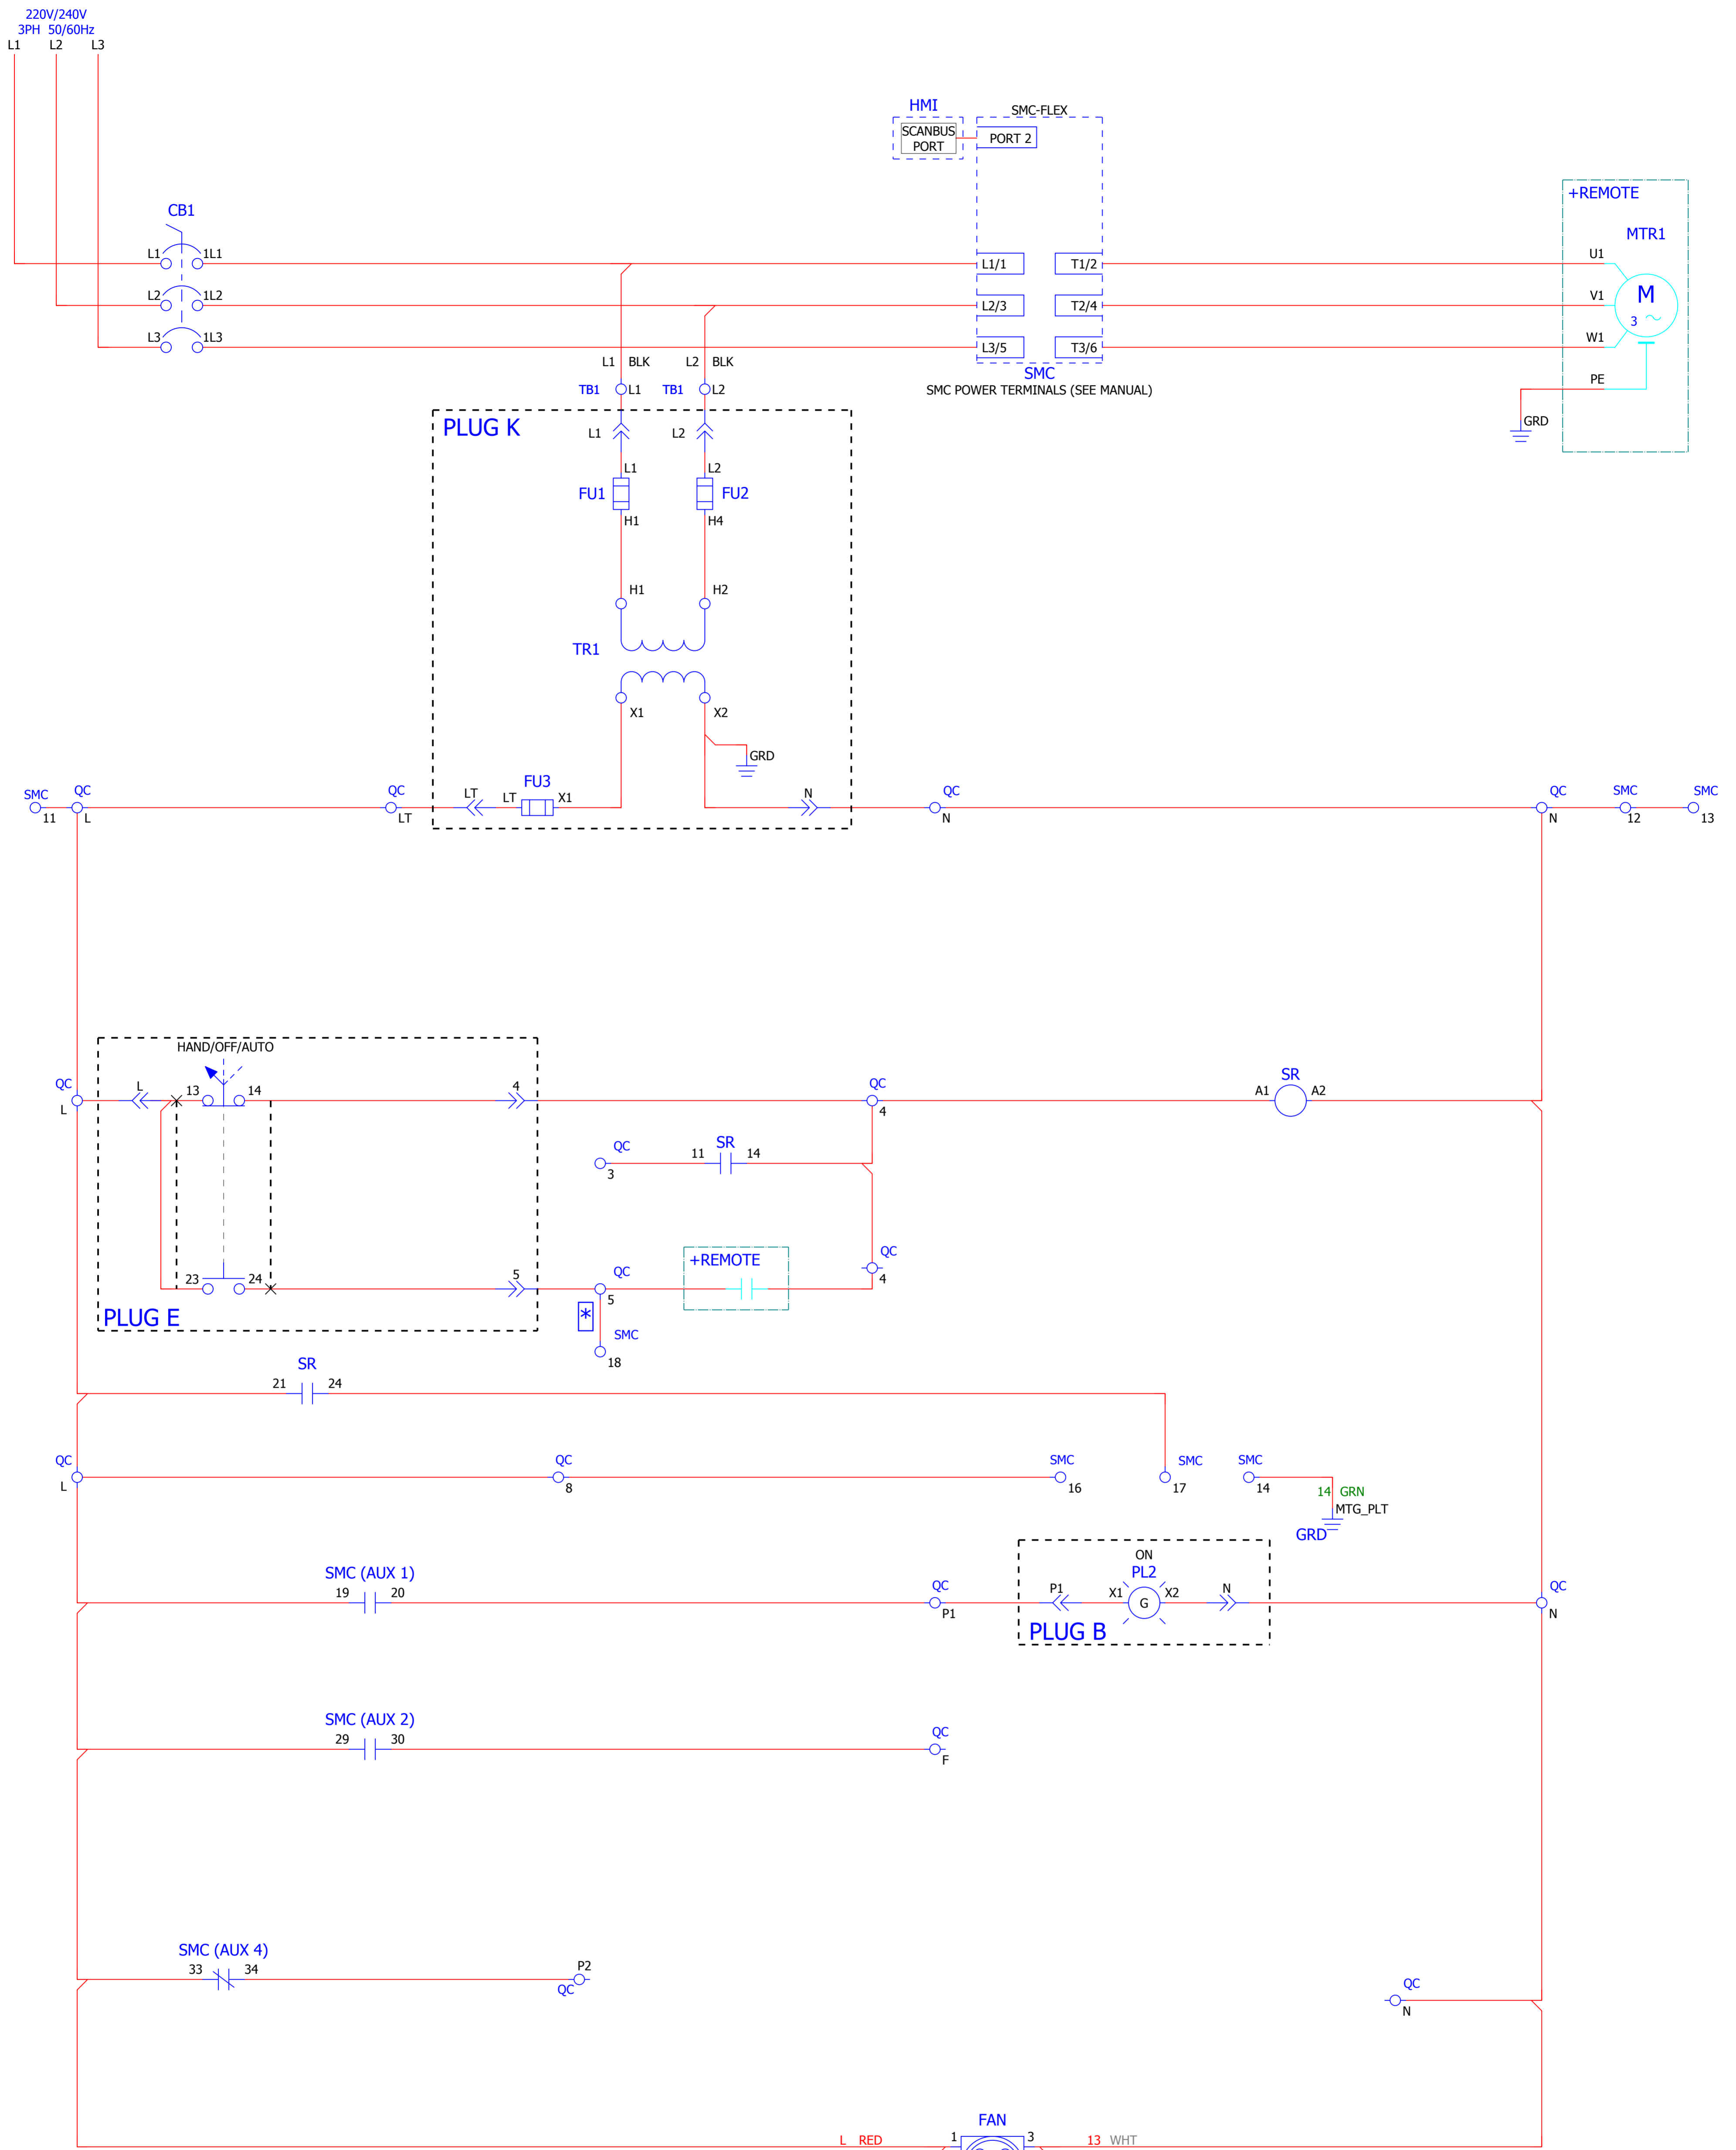 220V/240V
3PH 50/60Hz
L1 L2 L3
HMI
SMC-FLEX
SCANBUS
PORT
PORT 2
+REMOTE
CB1
MTR1
L1 1L1
L1/1 T1/2
U1
L2 1L2
L2/3 T2/4
V1
M
3
L3 1L3
L3/5 T3/6
W1
L1 BLK L2 BLK
SMC
SMC POWER TERMINALS (SEE MANUAL)
PE
TB1 L1 TB1 L2
GRD
PLUG K
L1 L2
L1 L2
FU1 FU2
H1 H4
H1 H2
TR1
X1 X2
GRD
FU3
SMC QC QC LT LT X1 N QC QC SMC SMC
11 L LT N N 12 13
HAND/OFF/AUTO
QC L 13 14 4 QC SR
L 4 A1 A2
QC SR
3 11 14
QC
4
+REMOTE
23 24 5 QC
5
PLUG E
*
SMC
18
SR
21 24
QC QC SMC SMC SMC
L 8 16 17 14
14 GRN
MTG_PLT
GRD
ON
PL2
SMC (AUX 1)
19 20 QC P1 X1 G X2 N QC
P1 N
PLUG B
SMC (AUX 2)
29 30 QC
F
SMC (AUX 4)
33 34 P2
QC
QC
N
FAN
L RED 1 3 13 WHT